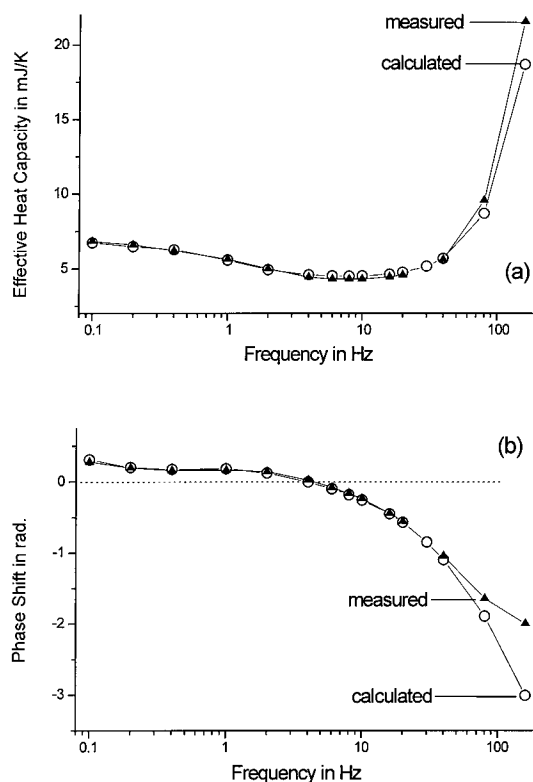 measured
calculated
20
15
10
5
Effective Heat Capacity in mJ/K
(a)
0.1
1
10
100
Frequency in Hz
(b)
0
-1
-2
-3
Phase Shift in rad.
measured
calculated
0.1
1
10
100
Frequency in Hz